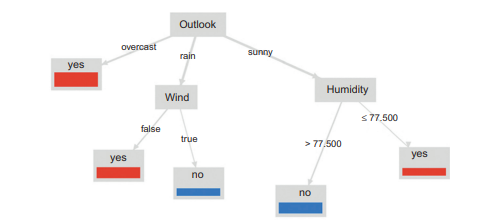 Outlook
overcast
rain
sunny
yes
Wind
Humidity
false
true
> 77.500
≤ 77.500
yes
no
no
yes